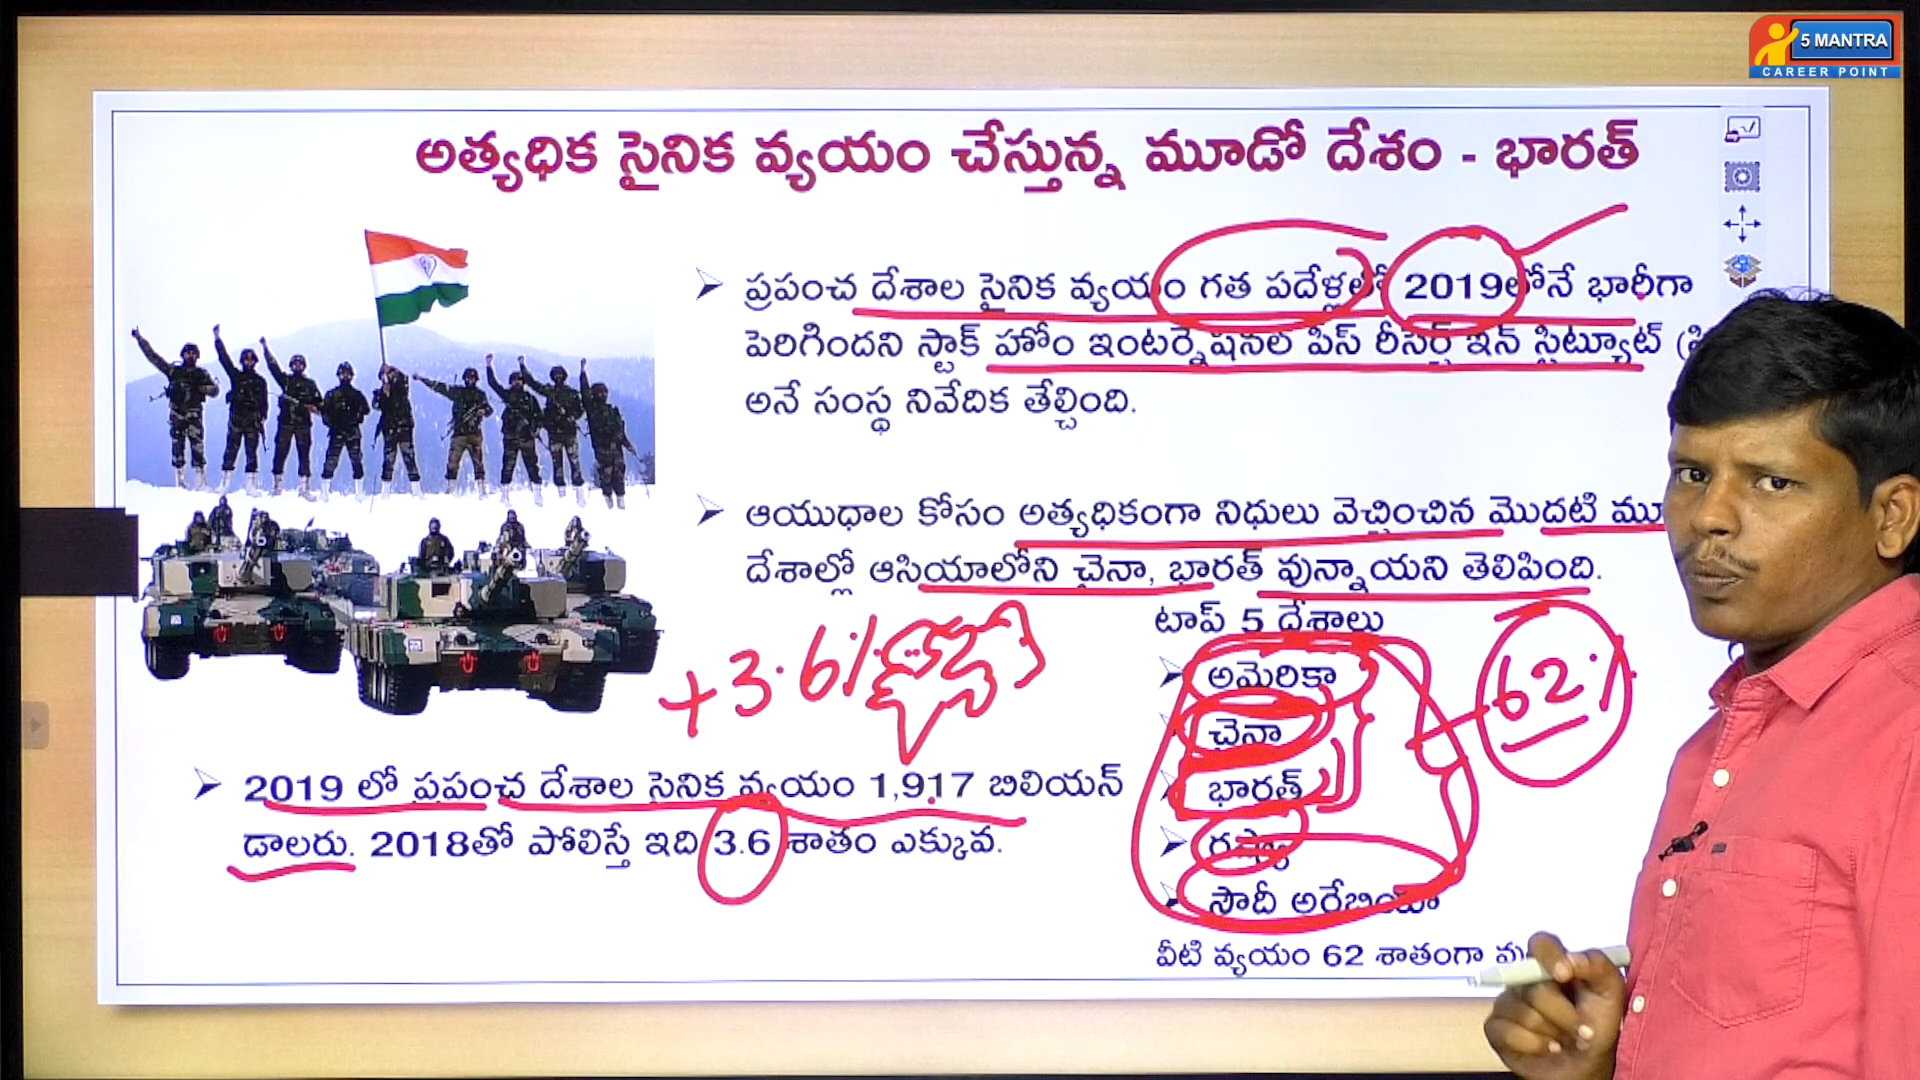 5 MANTRA
CAREER POINT
అత్యధిక సైనిక వ్యయం చేస్తున్న మూడో దేశం - భారత్
ప్రపంచ దేశాల సైనిక వ్యయం గత పదేళ్లలో 2019లోనే భారీగా
పెరిగిందని స్టాక్ హోం ఇంటర్నేషనల్ పీస్ రీసెర్చ్ ఇన్ స్టిట్యూట్
అనే సంస్థ నివేదిక తేల్చింది.
ఆయుధాల కోసం అత్యధికంగా నిధులు వెచ్చించిన మొదటి
దేశాల్లో ఆసియాలోని చైనా, భారత్ వున్నాయని తెలిపింది.
టాప్ 5 దేశాలు
అమెరికా
చైనా
భారత్
రష్యా
సౌదీ అరేబియా
వీటి వ్యయం 62 శాతంగా
62%
+3.6%
2019 లో ప్రపంచ దేశాల సైనిక వ్యయం 1,917 బిలియన్
డాలరు. 2018తో పోలిస్తే ఇది 3.6 శాతం ఎక్కువ.